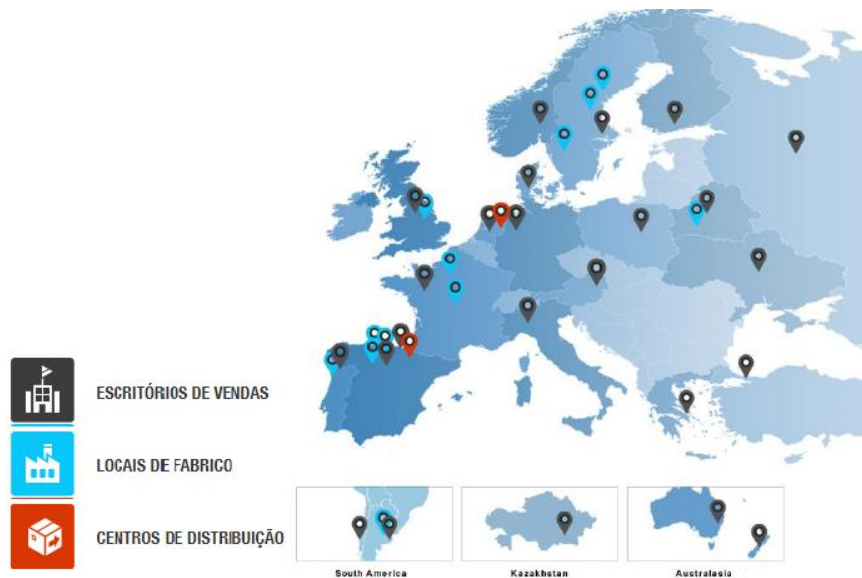 ESCRITÓRIOS DE VENDAS
LOCAIS DE FABRICO
CENTROS DE DISTRIBUIÇÃO
South America
Kazakhstan
Australasia